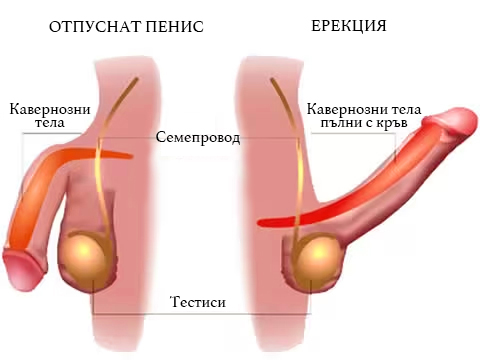 ОТПУСНАТ ПЕНИС
ЕРЕКЦИЯ
Кавернозни
тела
Кавернозни тела
пълни с кръв
Семепровод
Тестиси